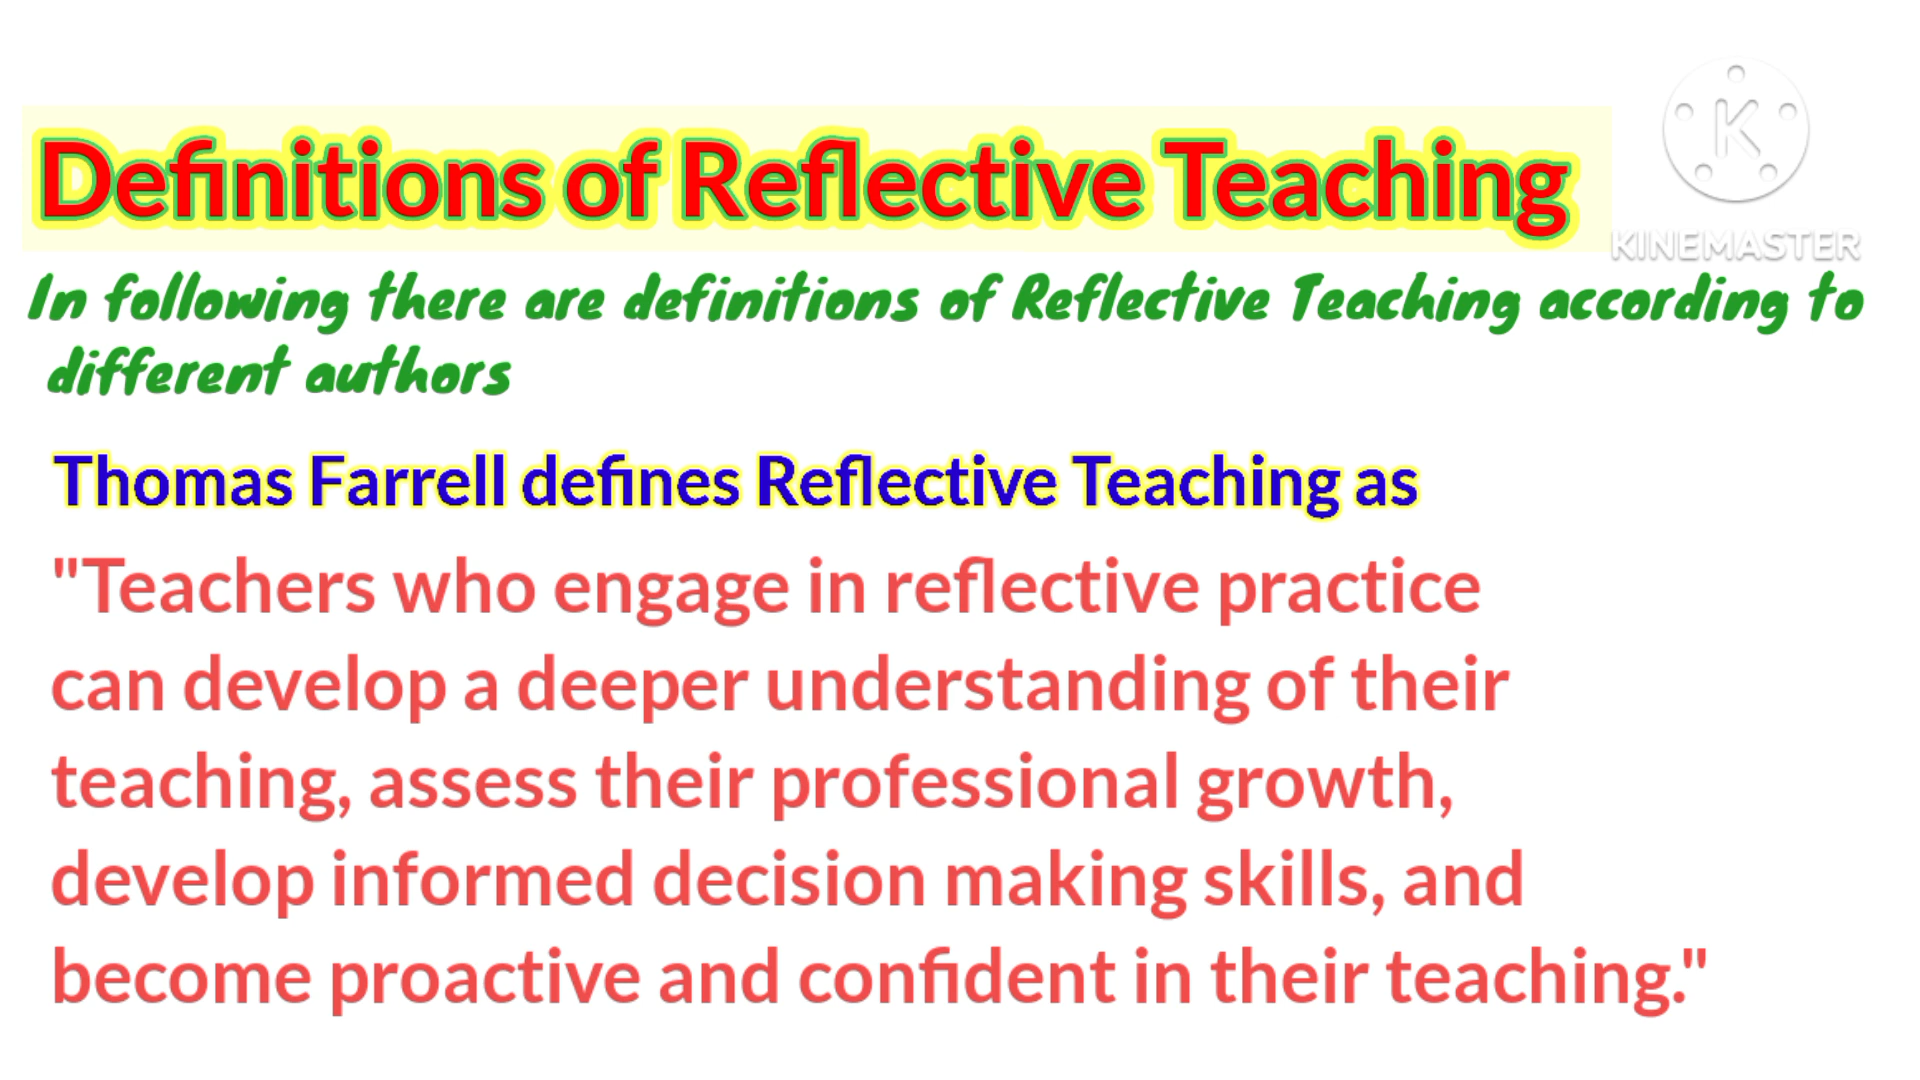 Definitions of Reflective Teaching
K
KINEMASTER
In following there are definitions of Reflective Teaching according to
different authors
Thomas Farrell defines Reflective Teaching as
"Teachers who engage in reflective practice
can develop a deeper understanding of their
teaching, assess their professional growth,
develop informed decision making skills, and
become proactive and confident in their teaching."